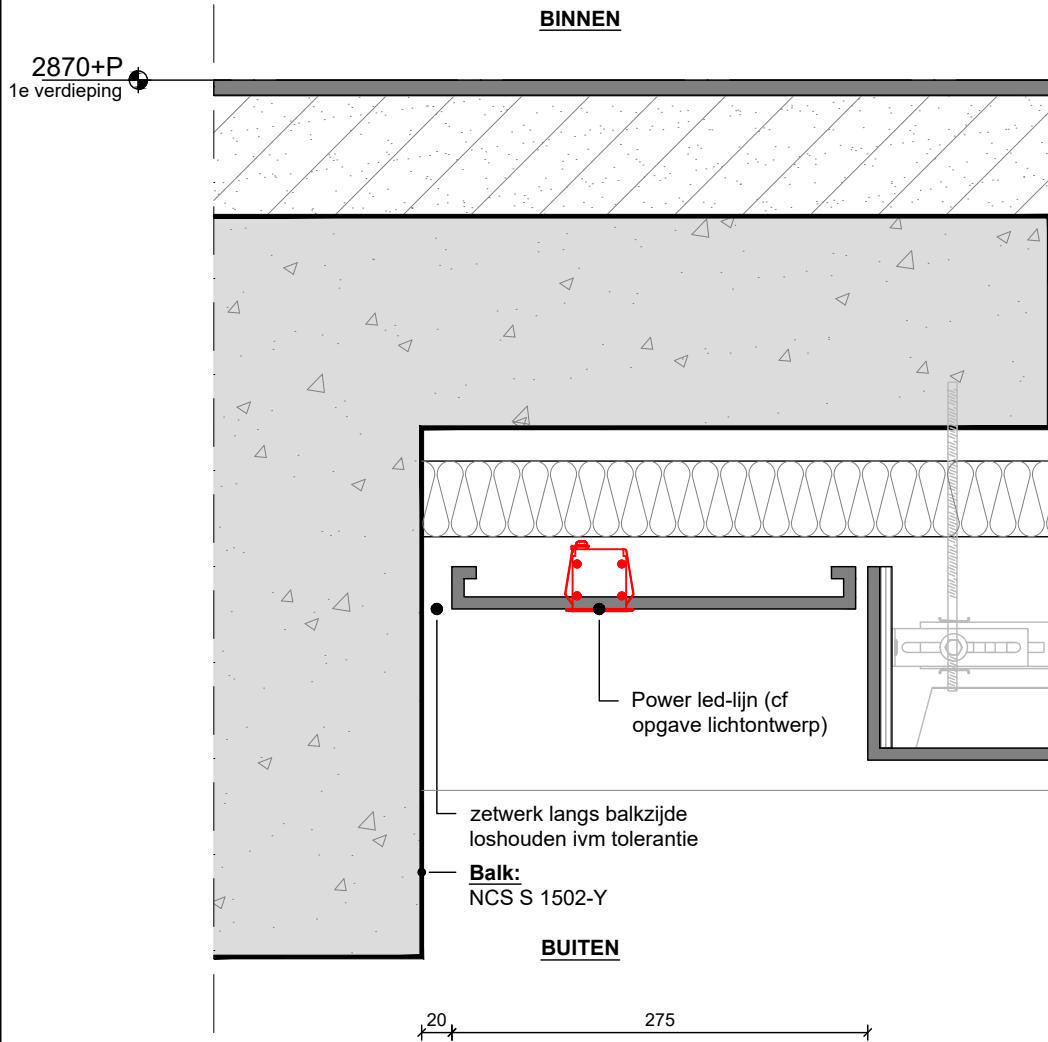 BINNEN
2870+P
1e verdieping
Power led-lijn (cf
opgave lichtontwerp)
zetwerk langs balkzijde
loshouden ivm tolerantie
Balk:
NCS S 1502-Y
BUITEN
20
275